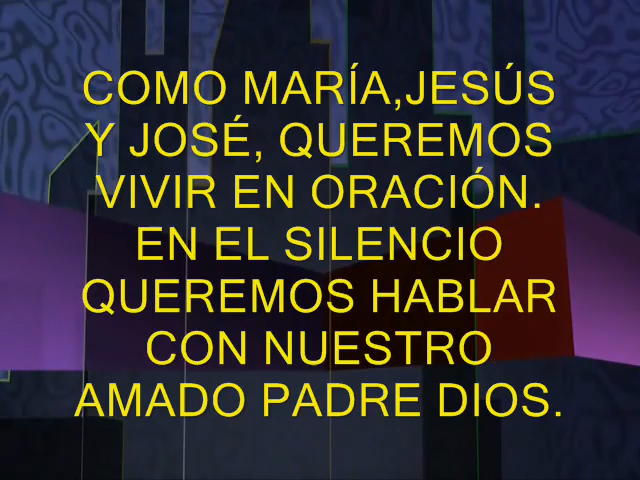 COMO MARÍA,JESÚS
Y JOSÉ, QUEREMOS
VIVIR EN ORACIÓN.
EN EL SILENCIO
QUEREMOS HABLAR
CON NUESTRO
AMADO PADRE DIOS.